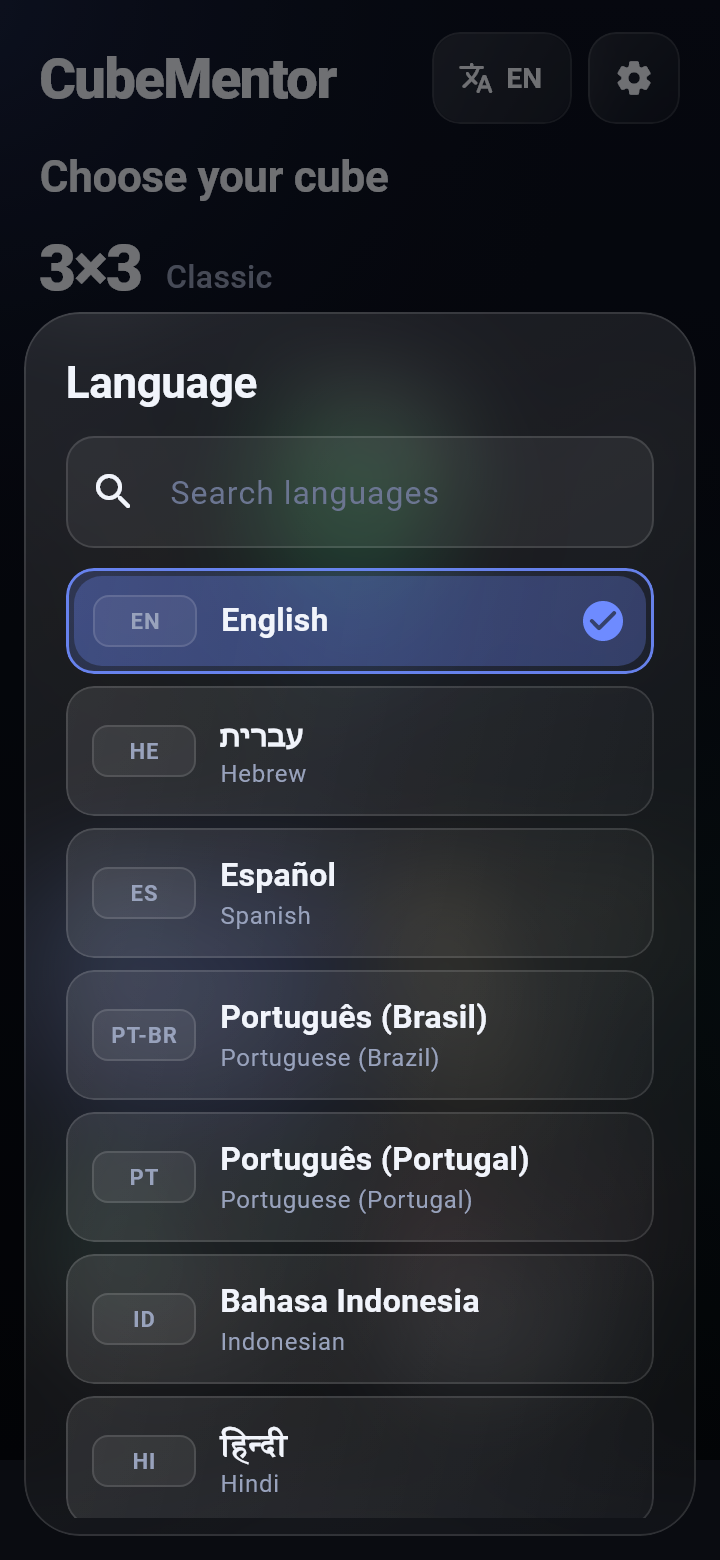 CubeMentor
EN
Choose your cube
3×3 Classic
Language
Search languages
EN English
HE עברית
Hebrew
ES Español
Spanish
PT-BR Português (Brasil)
Portuguese (Brazil)
PT Português (Portugal)
Portuguese (Portugal)
ID Bahasa Indonesia
Indonesian
HI हिन्दी
Hindi